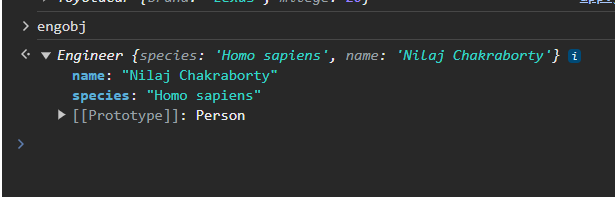 engobj
Engineer {species: 'Homo sapiens', name: 'Nilaj Chakraborty'} i
name: "Nilaj Chakraborty"
species: "Homo sapiens"
[[Prototype]]: Person